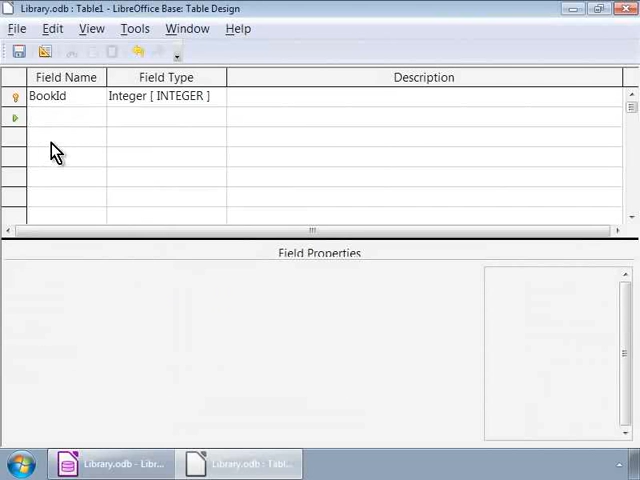 Library.odb : Table1 - LibreOffice Base: Table Design
File Edit View Tools Window Help
Field Name Field Type Description
BookId Integer [ INTEGER ]
Field Properties
Library.odb - Libr... Library.odb : Tabl...